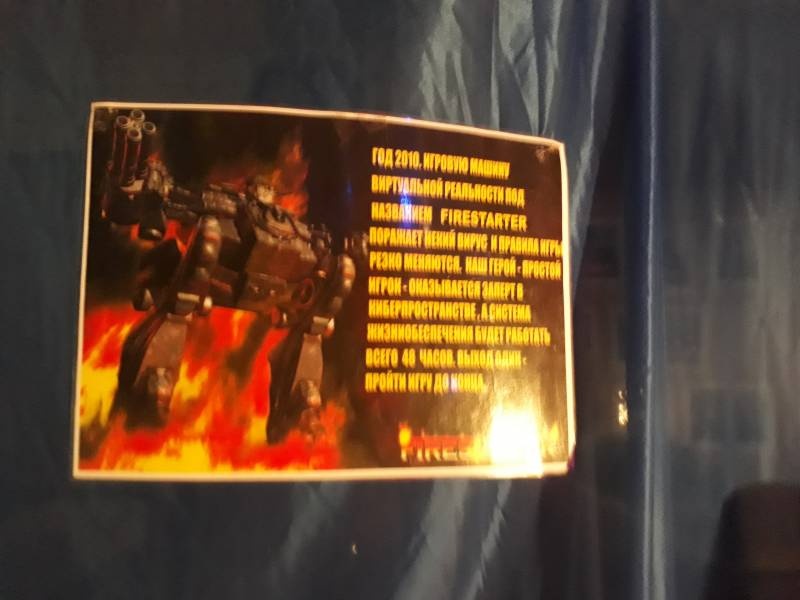 ГОД 2010. ИГРОВУЮ МАШИНУ
ВИРТУАЛЬНОЙ РЕАЛЬНОСТИ ПОД
НАЗВАНИЕМ FIRESTARTER
ПОРАЖАЕТ НЕКИЙ ВИРУС И ПРАВИЛА ИГРЫ
РЕЗКО МЕНЯЮТСЯ. НАШ ГЕРОЙ - ПРОСТОЙ
ИГРОК - ОКАЗЫВАЕТСЯ ЗАПЕРТ В
КИБЕРПРОСТРАНСТВЕ, А СИСТЕМА
ЖИЗНЕОБЕСПЕЧЕНИЯ БУДЕТ РАБОТАТЬ
ВСЕГО 48 ЧАСОВ. ВЫХОД ОДИН -
ПРОЙТИ ИГРУ ДО КОНЦА.